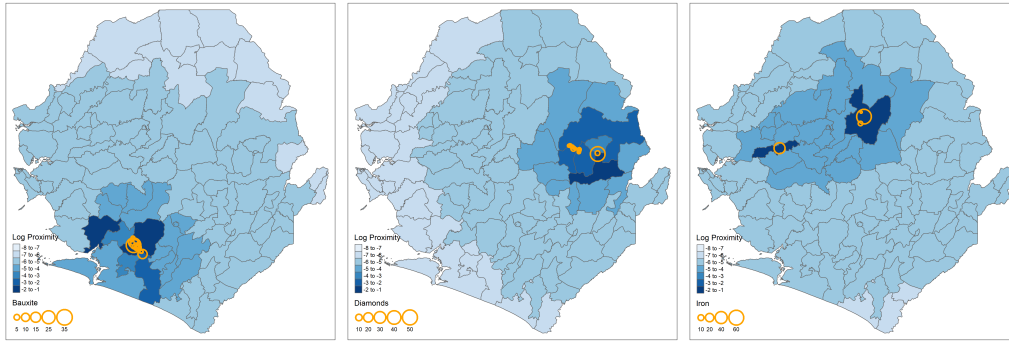 Log Proximity
-8 to -7
-7 to -6
-6 to -5
-5 to -4
-4 to -3
-3 to -2
-2 to -1
Bauxite
5 10 15 25 35
Log Proximity
-8 to -7
-7 to -6
-6 to -5
-5 to -4
-4 to -3
-3 to -2
-2 to -1
Diamonds
10 20 30 40 50
Log Proximity
-8 to -7
-7 to -6
-6 to -5
-5 to -4
-4 to -3
-3 to -2
-2 to -1
Iron
10 20 40 60